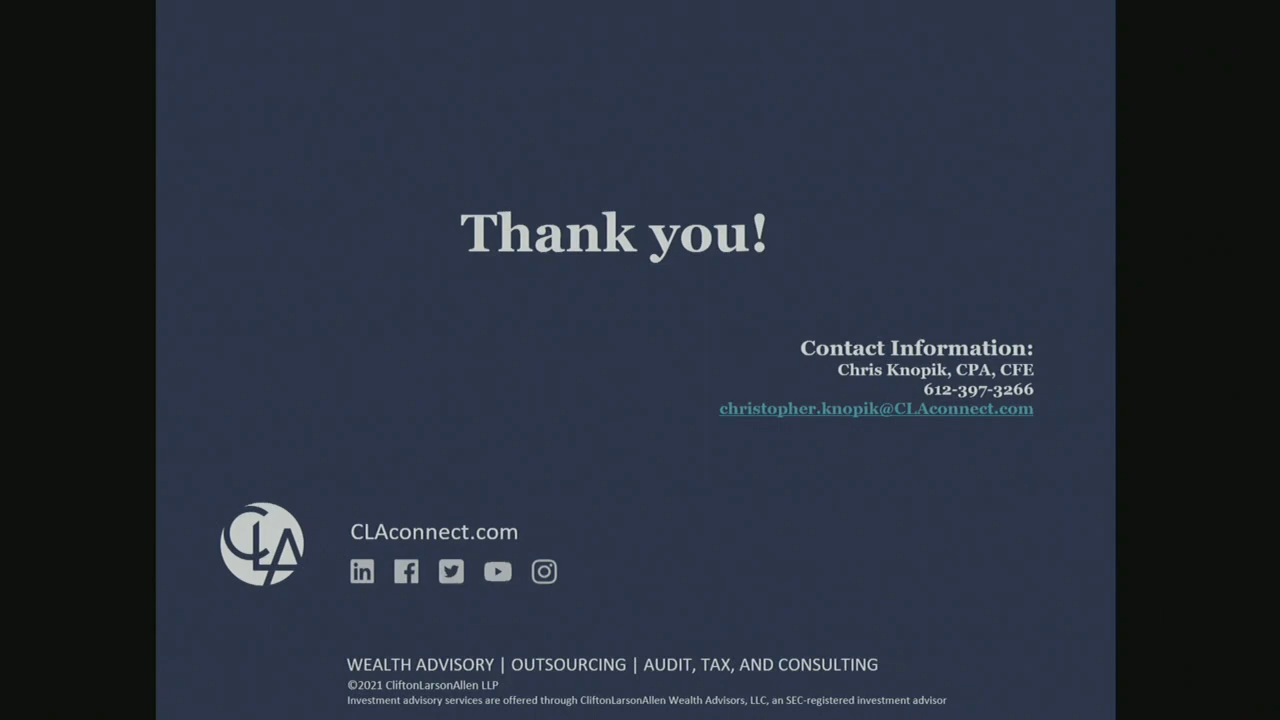 Thank you!
Contact Information:
Chris Knopik, CPA, CFE
612-397-3266
christopher.knopik@CLAconnect.com
CLA
CLAconnect.com
WEALTH ADVISORY | OUTSOURCING | AUDIT, TAX, AND CONSULTING
©2021 CliftonLarsonAllen LLP
Investment advisory services are offered through CliftonLarsonAllen Wealth Advisors, LLC, an SEC-registered investment advisor